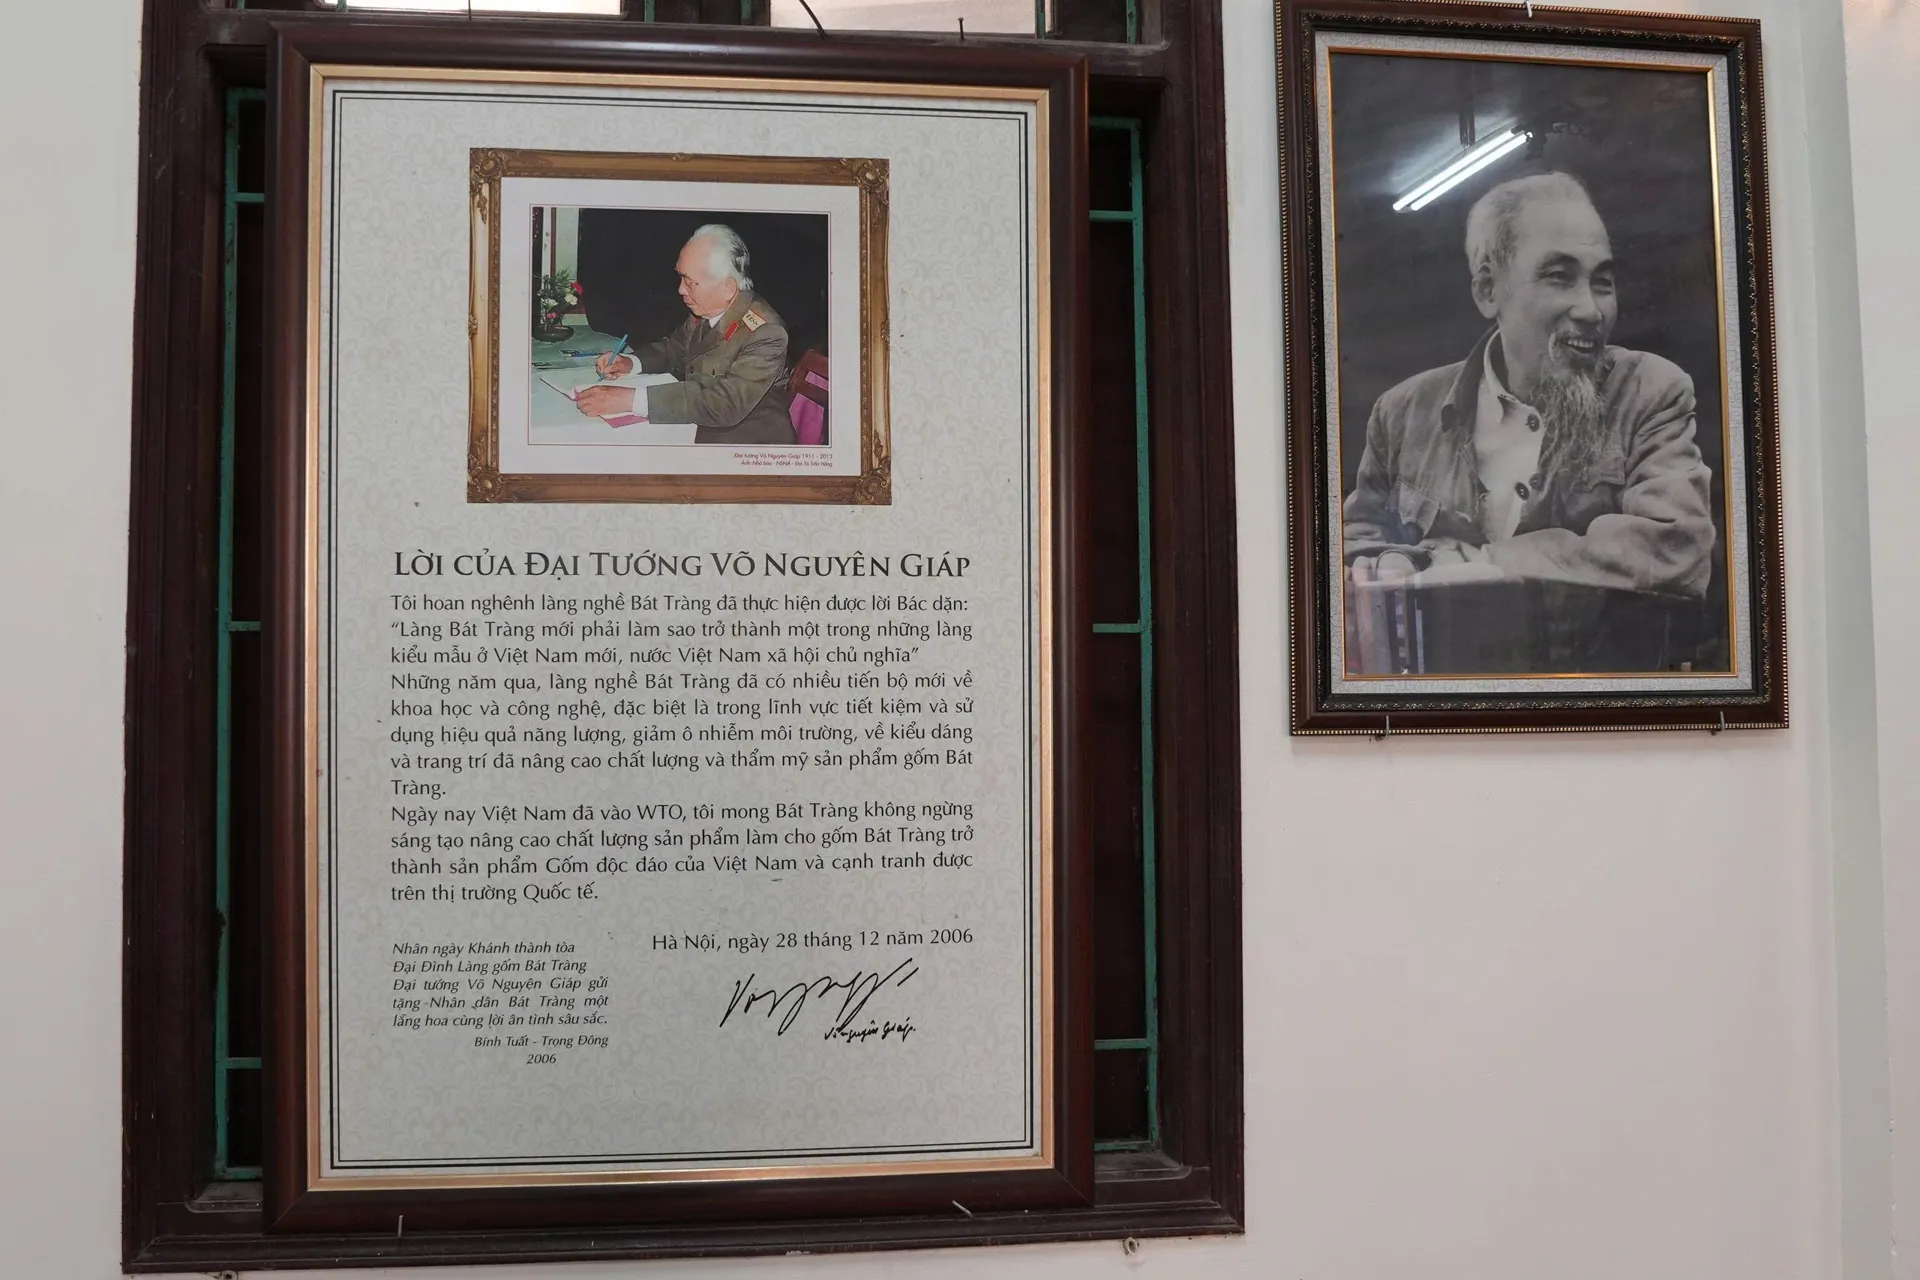 Đại tướng Võ Nguyên Giáp 1911 - 2013
LỜI CỦA ĐẠI TƯỚNG VÕ NGUYÊN GIÁP
Tôi hoan nghênh làng nghề Bát Tràng đã thực hiện được lời Bác dặn:
“Làng Bát Tràng mới phải làm sao trở thành một trong những làng
kiểu mẫu ở Việt Nam mới, nước Việt Nam xã hội chủ nghĩa”
Những năm qua, làng nghề Bát Tràng đã có nhiều tiến bộ mới về
khoa học và công nghệ, đặc biệt là trong lĩnh vực tiết kiệm và sử
dụng hiệu quả năng lượng, giảm ô nhiễm môi trường, về kiểu dáng
và trang trí đã nâng cao chất lượng và thẩm mỹ sản phẩm gốm Bát
Tràng.
Ngày nay Việt Nam đã vào WTO, tôi mong Bát Tràng không ngừng
sáng tạo nâng cao chất lượng sản phẩm làm cho gốm Bát Tràng trở
thành sản phẩm Gốm độc đáo của Việt Nam và cạnh tranh được
trên thị trường Quốc tế.
Hà Nội, ngày 28 tháng 12 năm 2006
Võ nguyên Giáp.
Nhân ngày Khánh thành tòa
Đại Đình Làng gốm Bát Tràng
Đại tướng Võ Nguyên Giáp gửi
tặng Nhân dân Bát Tràng một
lẵng hoa cùng lời ân tình sâu sắc.
Bính Tuất - Trọng Đông
2006